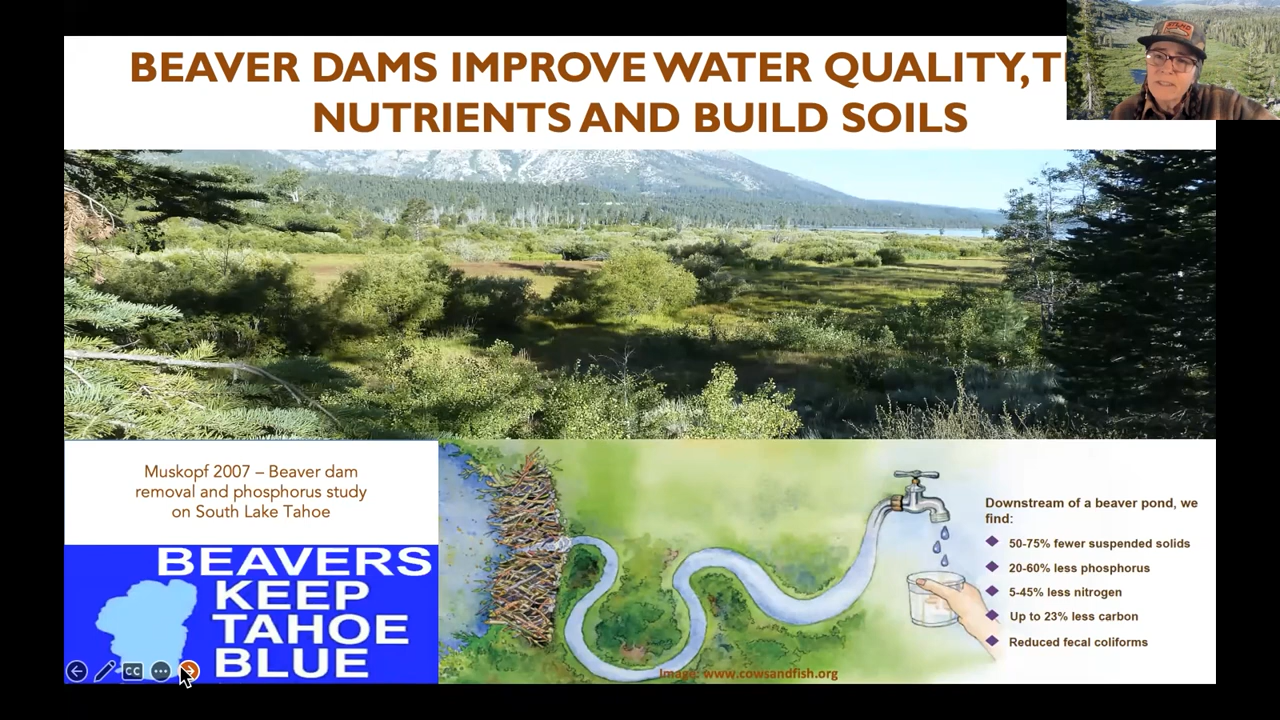 BEAVER DAMS IMPROVE WATER QUALITY,
NUTRIENTS AND BUILD SOILS
Muskopf 2007 – Beaver dam
removal and phosphorus study
on South Lake Tahoe
BEAVERS
KEEP
TAHOE
BLUE
CC
Downstream of a beaver pond, we
find:
50-75% fewer suspended solids
20-60% less phosphorus
5-45% less nitrogen
Up to 23% less carbon
Reduced fecal coliforms
Image: www.cowsandfish.org